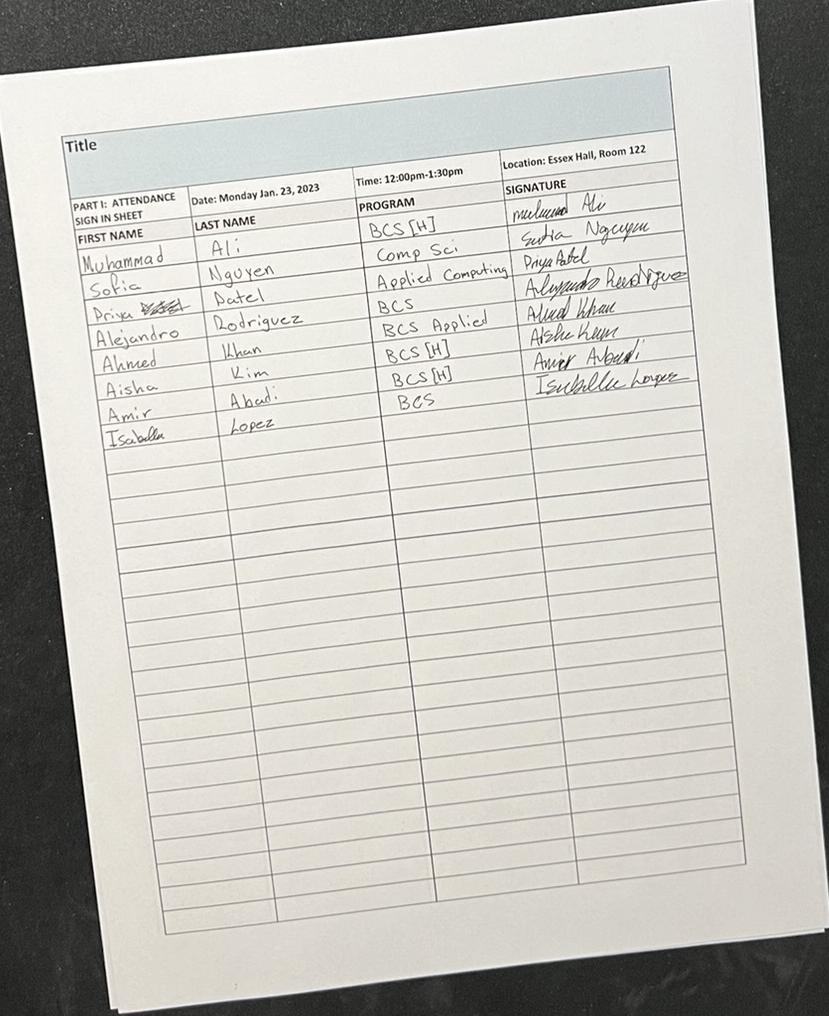 Title
PART I: ATTENDANCE SIGN IN SHEET Date: Monday Jan. 23, 2023 Time: 12:00pm-1:30pm Location: Essex Hall, Room 122
FIRST NAME LAST NAME PROGRAM SIGNATURE
Muhammad Ali BCS [H] Ali
Sofia Nguyen Comp Sci Sofia Nguyen
Priya Patel Applied Computing Priya Patel
Alejandro Rodriguez BCS Alejandro Rodriguez
Ahmed Khan BCS Applied Ahmed Khan
Aisha Kim BCS [H] Aisha
Amir Abadi BCS [H] Amir Abadi
Isabella Lopez BCS Isabella Lopez